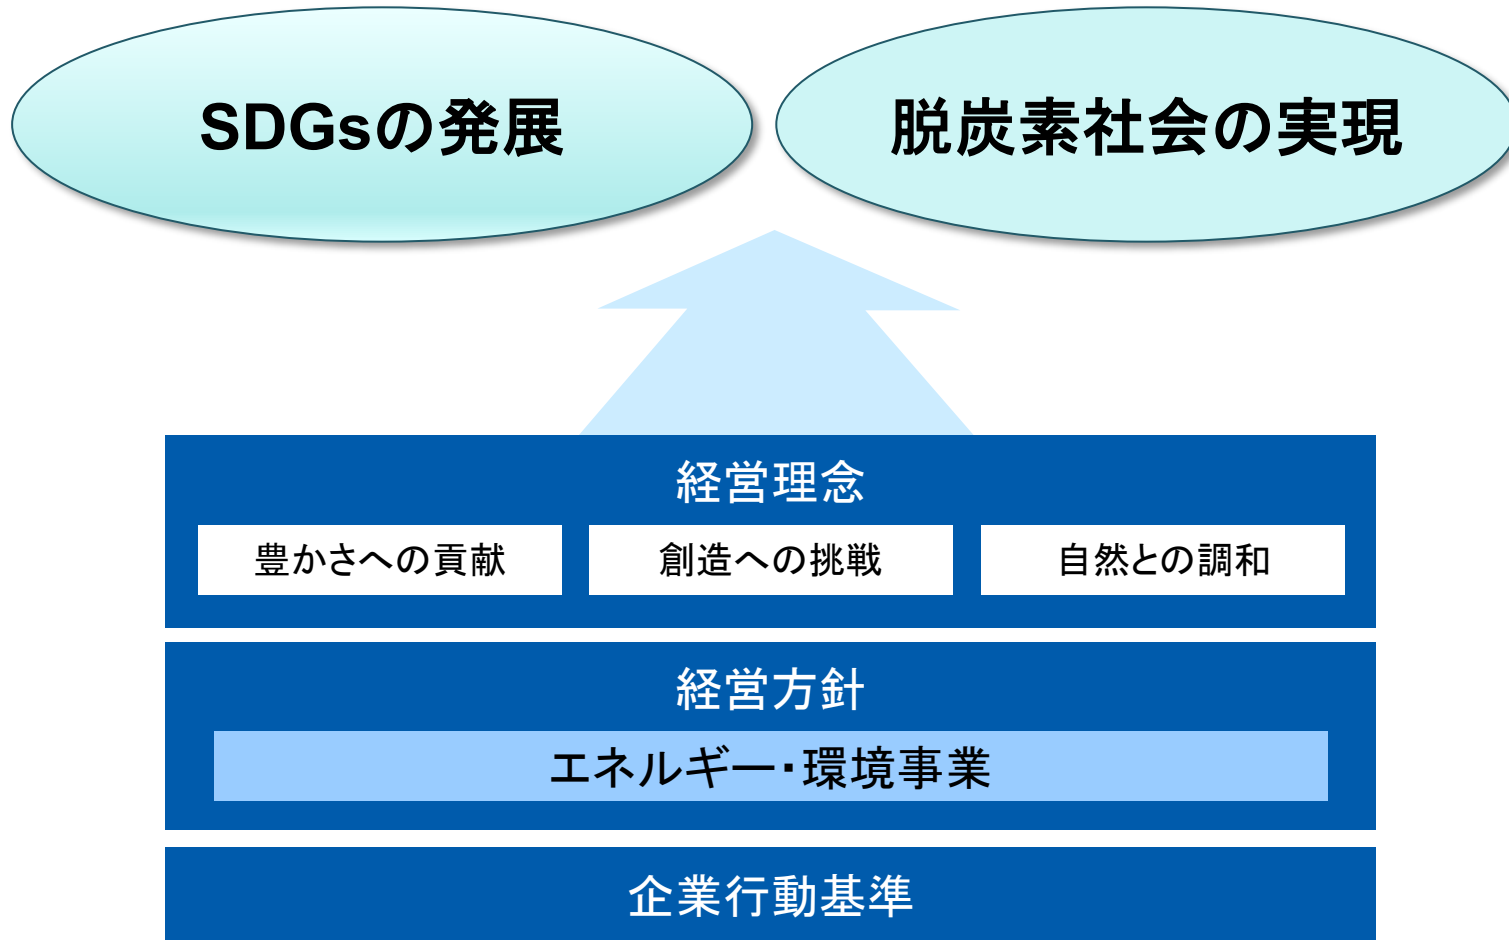 SDGsの発展
脱炭素社会の実現
経営理念
豊かさへの貢献
創造への挑戦
自然との調和
経営方針
エネルギー・環境事業
企業行動基準